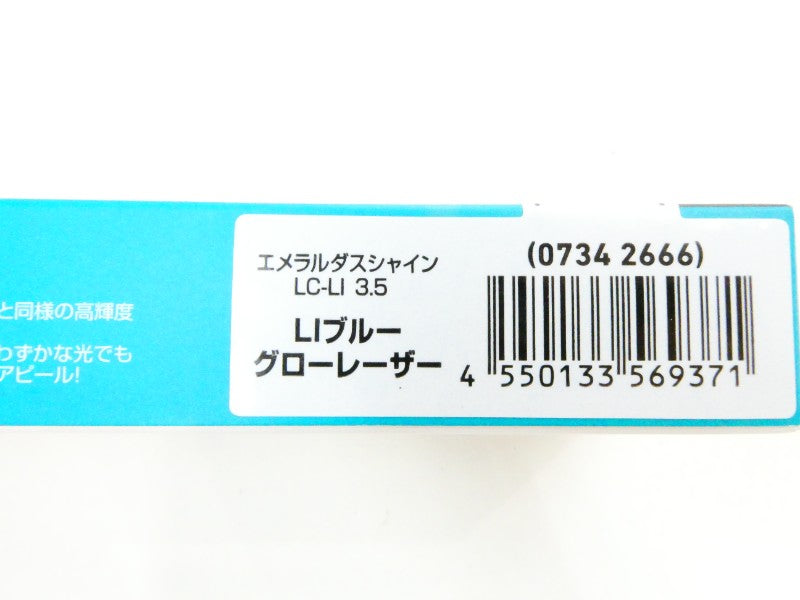 と同様の高輝度
わずかな光でも
アピール!
エメラルダスシャイン
LC-LI 3.5
LIブルー
グローレーザー
(0734 2666)
4 550133 569371